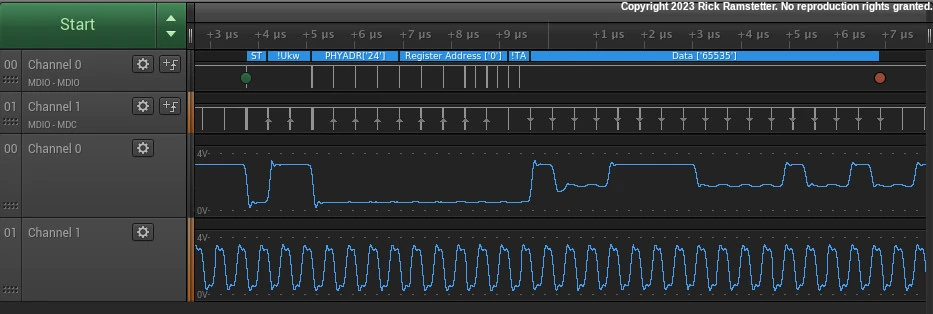 Copyright 2023 Rick Ramstetter. No reproduction rights granted.
Start
+3 µs +4 µs +5 µs +6 µs +7 µs +8 µs +9 µs +1 µs +2 µs +3 µs +4 µs +5 µs +6 µs +7 µs
00 Channel 0
MDIO - MDIO
ST !Ukw PHYADR['24'] Register Address ['0'] !TA Data ['65535']
01 Channel 1
MDIO - MDC
00 Channel 0
4V
0V
01 Channel 1
4V
0V